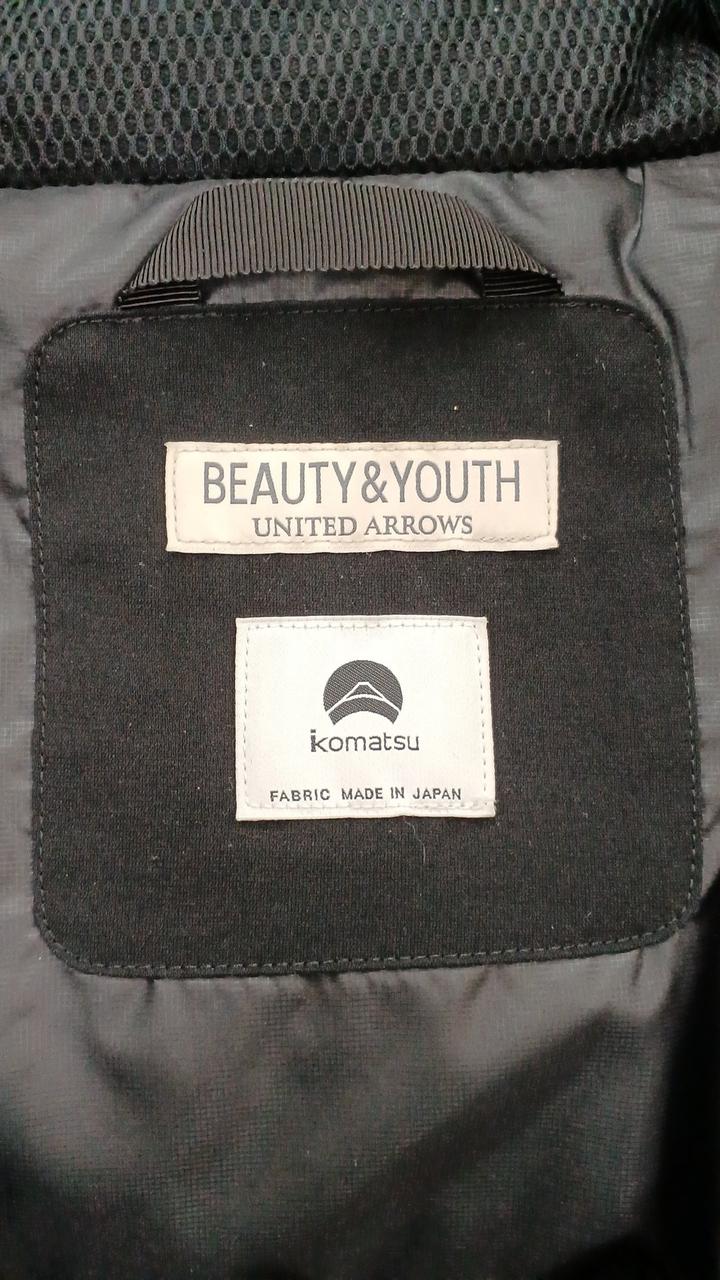 BEAUTY&YOUTH
UNITED ARROWS
komatsu
FABRIC MADE IN JAPAN